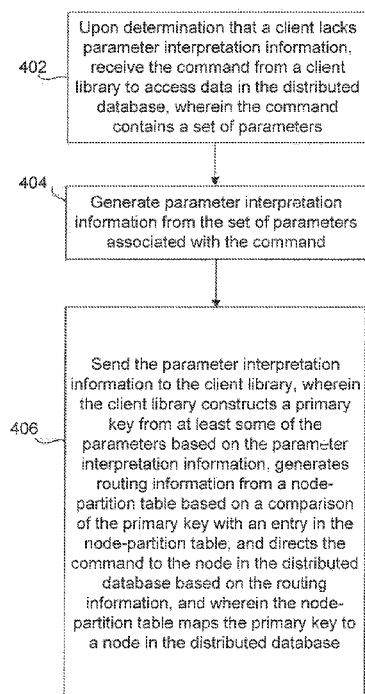 Upon determination that a client lacks
parameter interpretation information,
402
receive the command from a client
library to access data in the distributed
database, wherein the command
contains a set of parameters
404
Generate parameter interpretation
information from the set of parameters
associated with the command
Send the parameter interpretation
information to the client library, wherein
the client library constructs a primary
key from at least some of the
parameters based on the parameter
406
interpretation information, generates
routing information from a node-
partition table based on a comparison
of the primary key with an entry in the
node-partition table, and directs the
command to the node in the distributed
database based on the routing
information, and wherein the node-
partition table maps the primary key to
a node in the distributed database